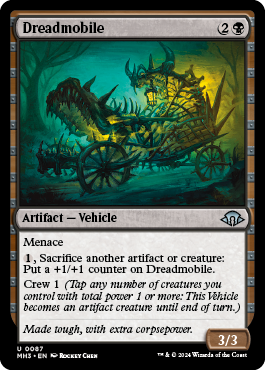 Dreadmobile 2
Artifact — Vehicle
Menace
1, Sacrifice another artifact or creature:
Put a +1/+1 counter on Dreadmobile.
Crew 1 (Tap any number of creatures you
control with total power 1 or more: This Vehicle
becomes an artifact creature until end of turn.)
Made tough, with extra corpsepower.
3/3
U 0087
MH3 • EN ROCKEY CHEN ™ & © 2024 Wizards of the Coast